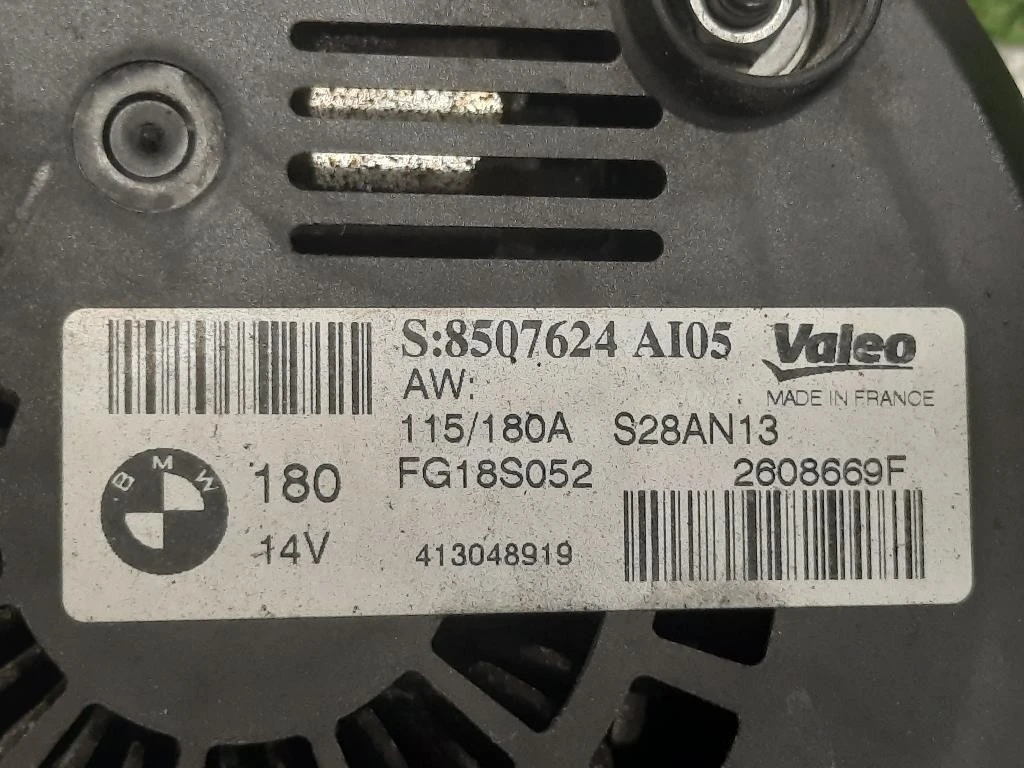 S:8507624 AI05
Valeo
AW:
MADE IN FRANCE
115/180A S28AN13
BMW
180
FG18S052
2608669F
14V
413048919